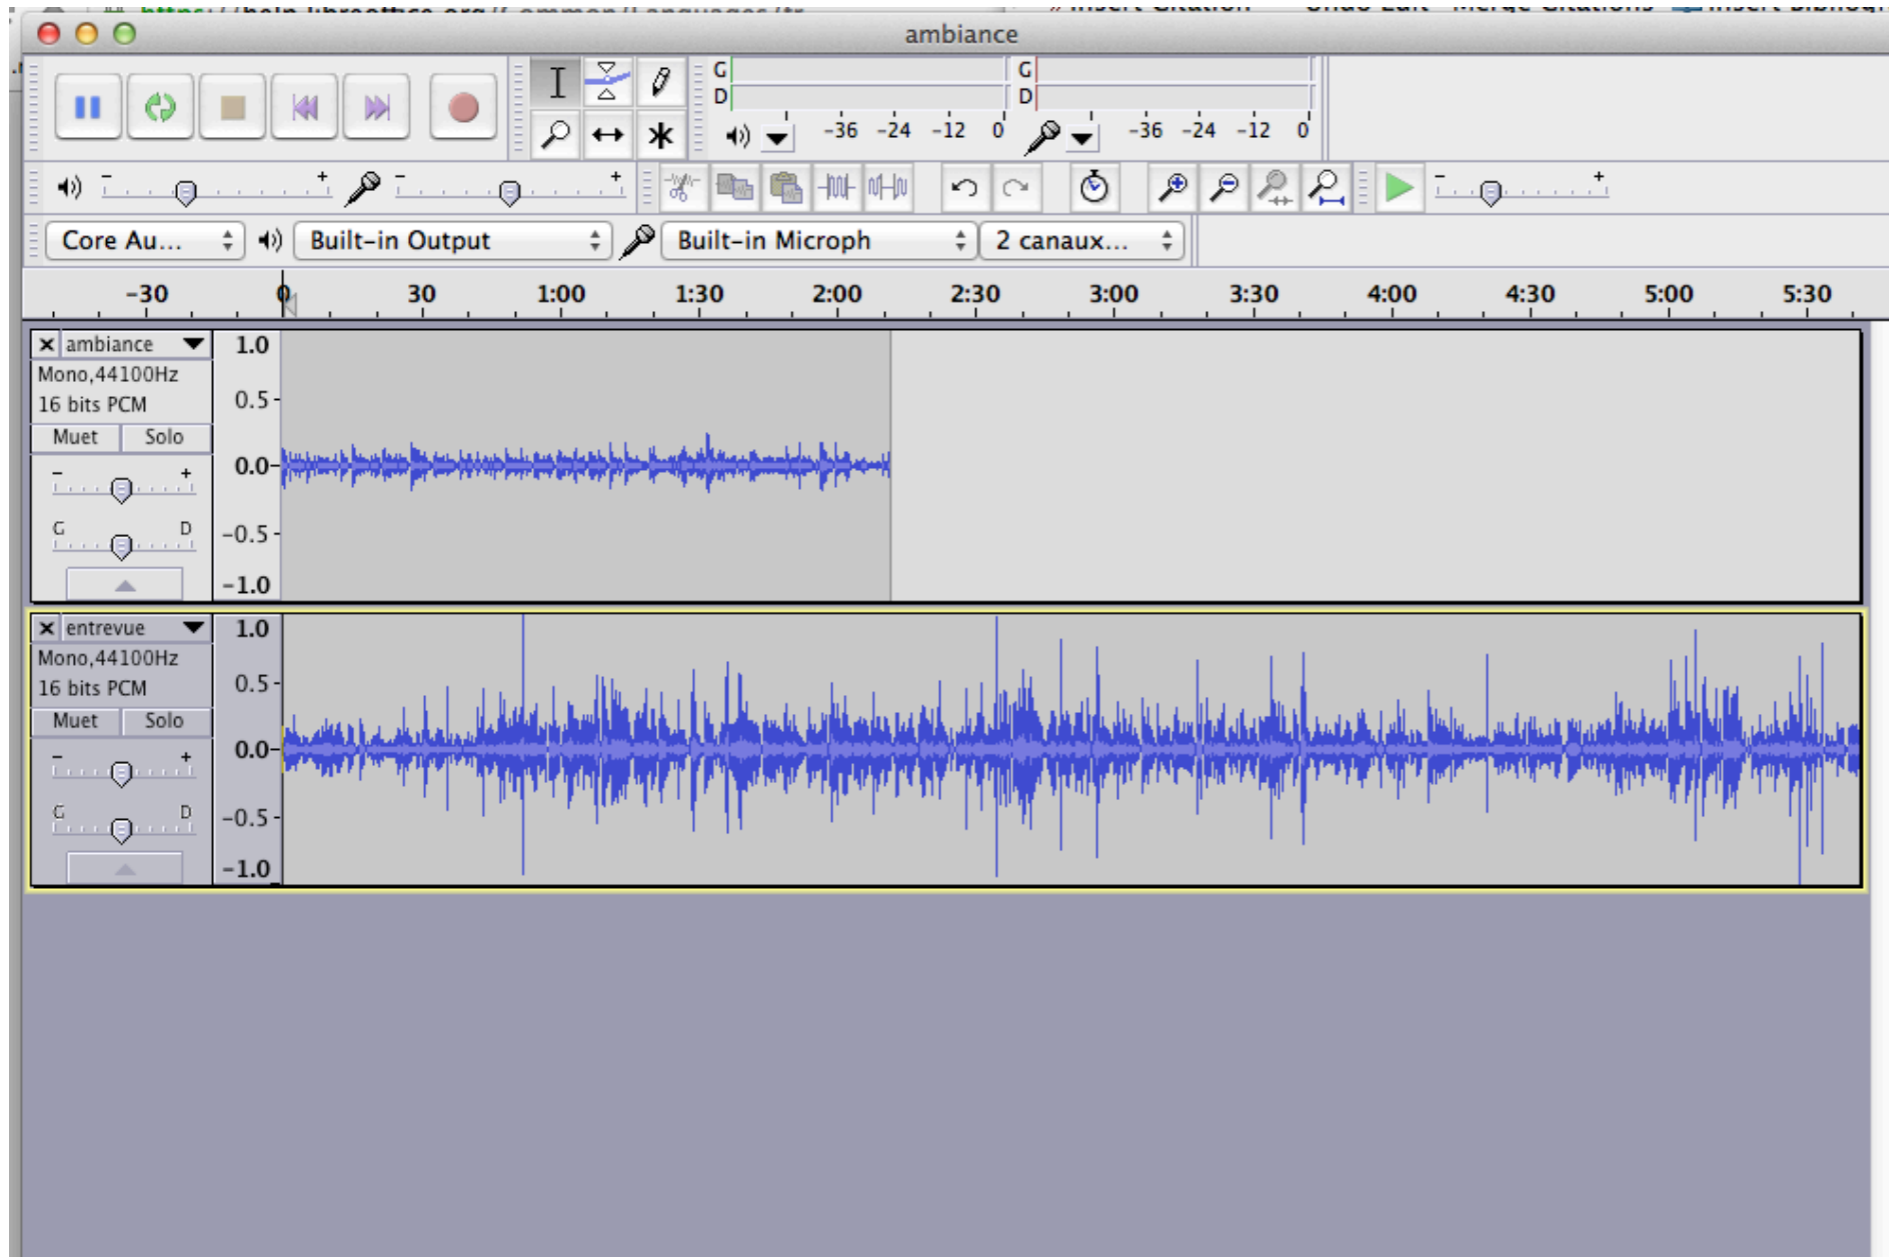 ambiance
G G
D D
-36 -24 -12 0 -36 -24 -12 0
- + - + - +
Core Au... Built-in Output Built-in Microph 2 canaux...
-30 0 30 1:00 1:30 2:00 2:30 3:00 3:30 4:00 4:30 5:00 5:30
ambiance 1.0
Mono,44100Hz
16 bits PCM 0.5
Muet Solo
0.0
- +
G D -0.5
-1.0
entrevue 1.0
Mono,44100Hz
16 bits PCM 0.5
Muet Solo
0.0
- +
G D -0.5
-1.0